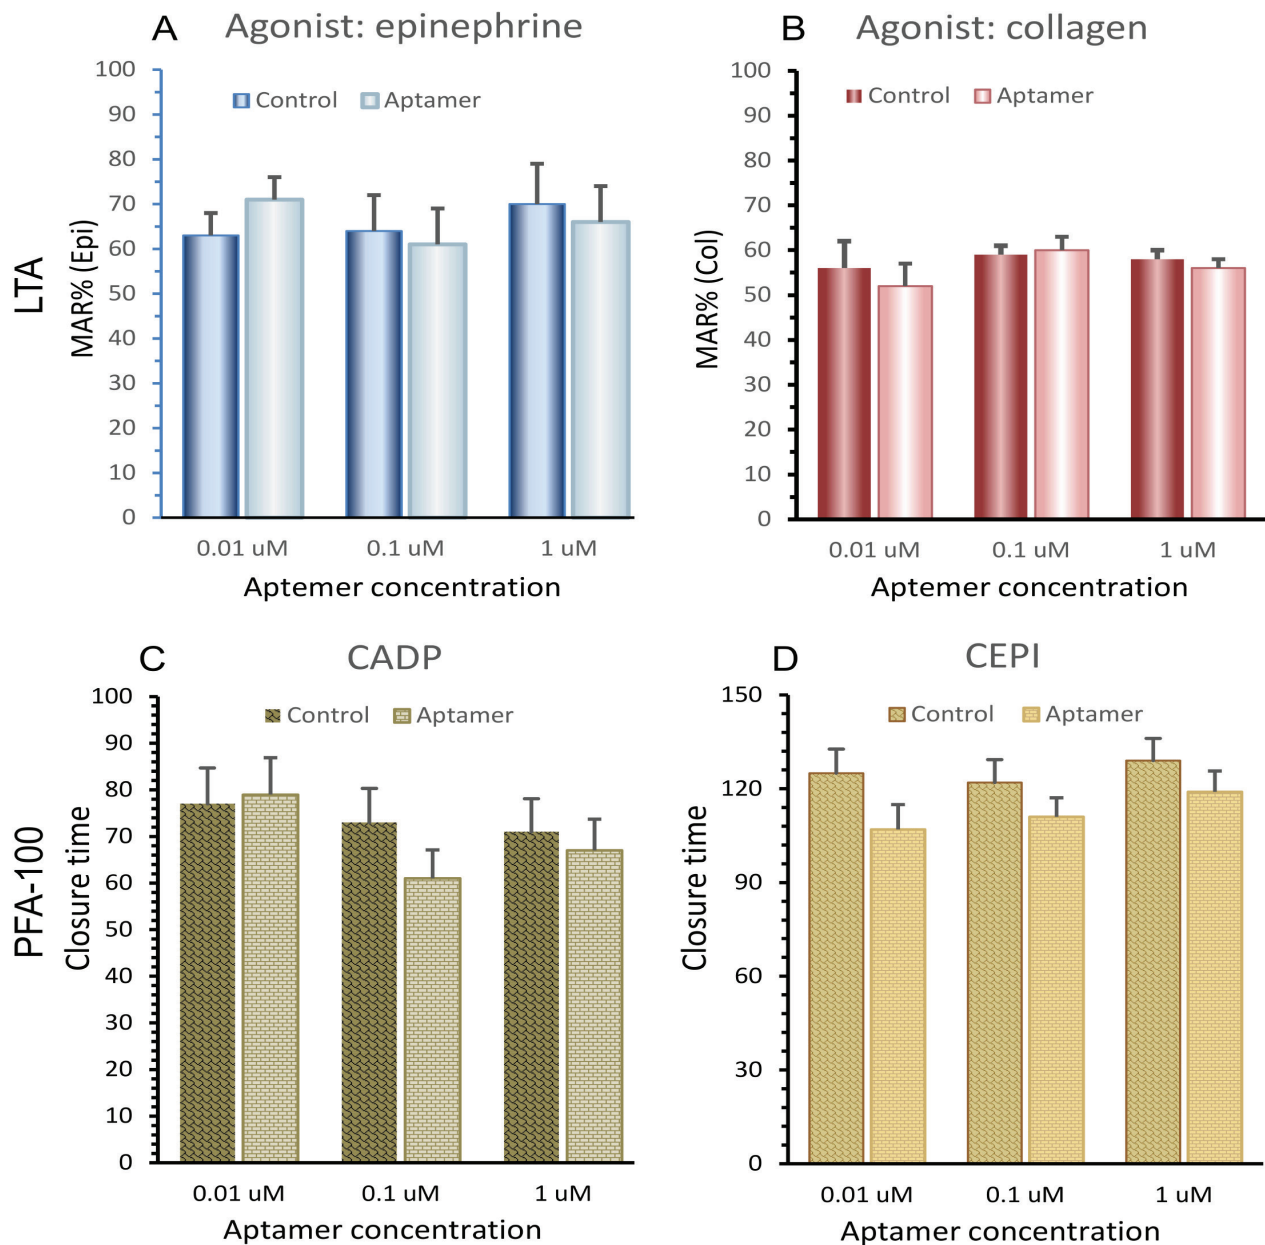 A Agonist: epinephrine
Control Aptamer
100
90
80
70
60
50
40
30
20
10
0
MAR% (Epi)
LTA
0.01 uM 0.1 uM 1 uM
Aptemer concentration
B Agonist: collagen
Control Aptamer
100
90
80
70
60
50
40
30
20
10
0
MAR% (Col)
0.01 uM 0.1 uM 1 uM
Aptamer concentration
C CADP
Control Aptamer
100
90
80
70
60
50
40
30
20
10
0
Closure time
PFA-100
0.01 uM 0.1 uM 1 uM
Aptamer concentration
D CEPI
Control Aptamer
150
120
90
60
30
0
Closure time
0.01 uM 0.1 uM 1 uM
Aptamer concentration